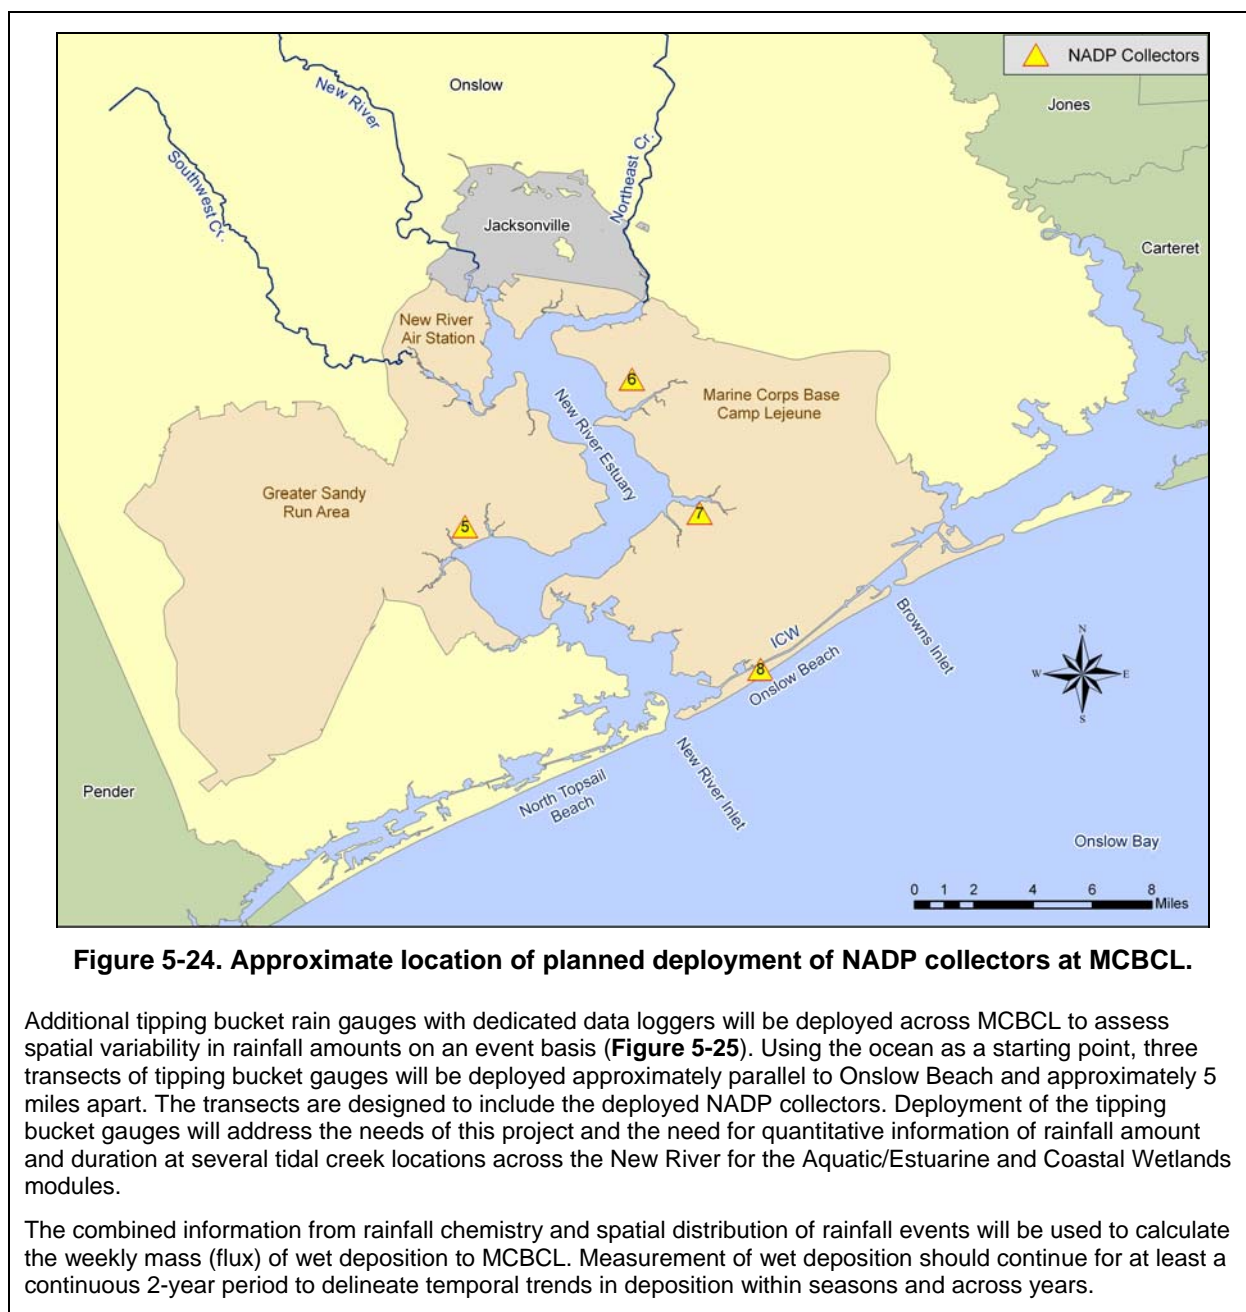 NADP Collectors
Onslow
Jones
New River
Northeast Cr.
Southwest Cr.
Jacksonville
Carteret
New River
Air Station
6
Marine Corps Base
Camp Lejeune
New River Estuary
Greater Sandy
Run Area
5
7
ICW
Browns Inlet
8
Onslow Beach
N
W
E
S
New River Inlet
North Topsail
Beach
Pender
Onslow Bay
0 1 2 4 6 8
Miles
Figure 5-24. Approximate location of planned deployment of NADP collectors at MCBCL.
Additional tipping bucket rain gauges with dedicated data loggers will be deployed across MCBCL to assess
spatial variability in rainfall amounts on an event basis (Figure 5-25). Using the ocean as a starting point, three
transects of tipping bucket gauges will be deployed approximately parallel to Onslow Beach and approximately 5
miles apart. The transects are designed to include the deployed NADP collectors. Deployment of the tipping
bucket gauges will address the needs of this project and the need for quantitative information of rainfall amount
and duration at several tidal creek locations across the New River for the Aquatic/Estuarine and Coastal Wetlands
modules.
The combined information from rainfall chemistry and spatial distribution of rainfall events will be used to calculate
the weekly mass (flux) of wet deposition to MCBCL. Measurement of wet deposition should continue for at least a
continuous 2-year period to delineate temporal trends in deposition within seasons and across years.